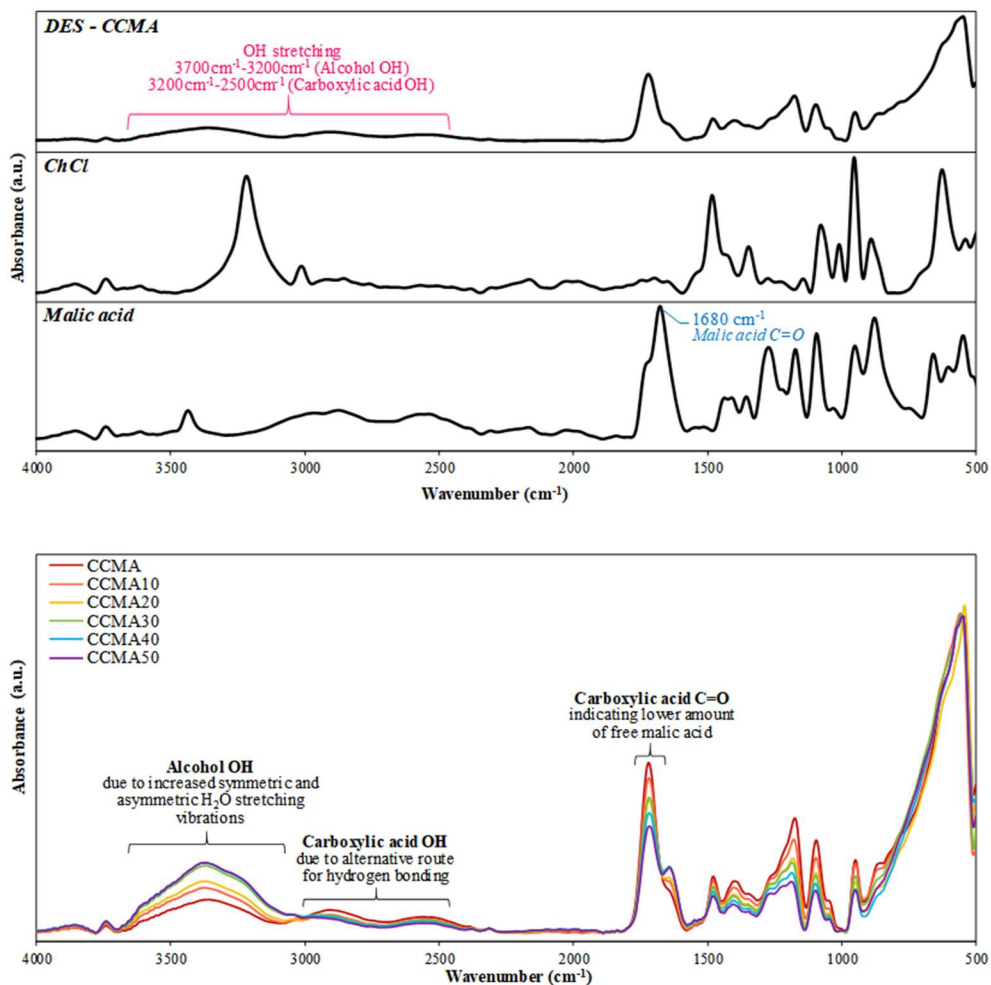 DES - CCMA
OH stretching
3700cm⁻¹-3200cm⁻¹ (Alcohol OH)
3200cm⁻¹-2500cm⁻¹ (Carboxylic acid OH)
ChCl
Malic acid
1680 cm⁻¹
Malic acid C=O
Absorbance (a.u.)
4000 3500 3000 2500 2000 1500 1000 500
Wavenumber (cm⁻¹)
CCMA
CCMA10
CCMA20
CCMA30
CCMA40
CCMA50
Carboxylic acid C=O
indicating lower amount
of free malic acid
Alcohol OH
due to increased symmetric and
asymmetric H₂O stretching
vibrations
Carboxylic acid OH
due to alternative route
for hydrogen bonding
Absorbance (a.u.)
4000 3500 3000 2500 2000 1500 1000 500
Wavenumber (cm⁻¹)